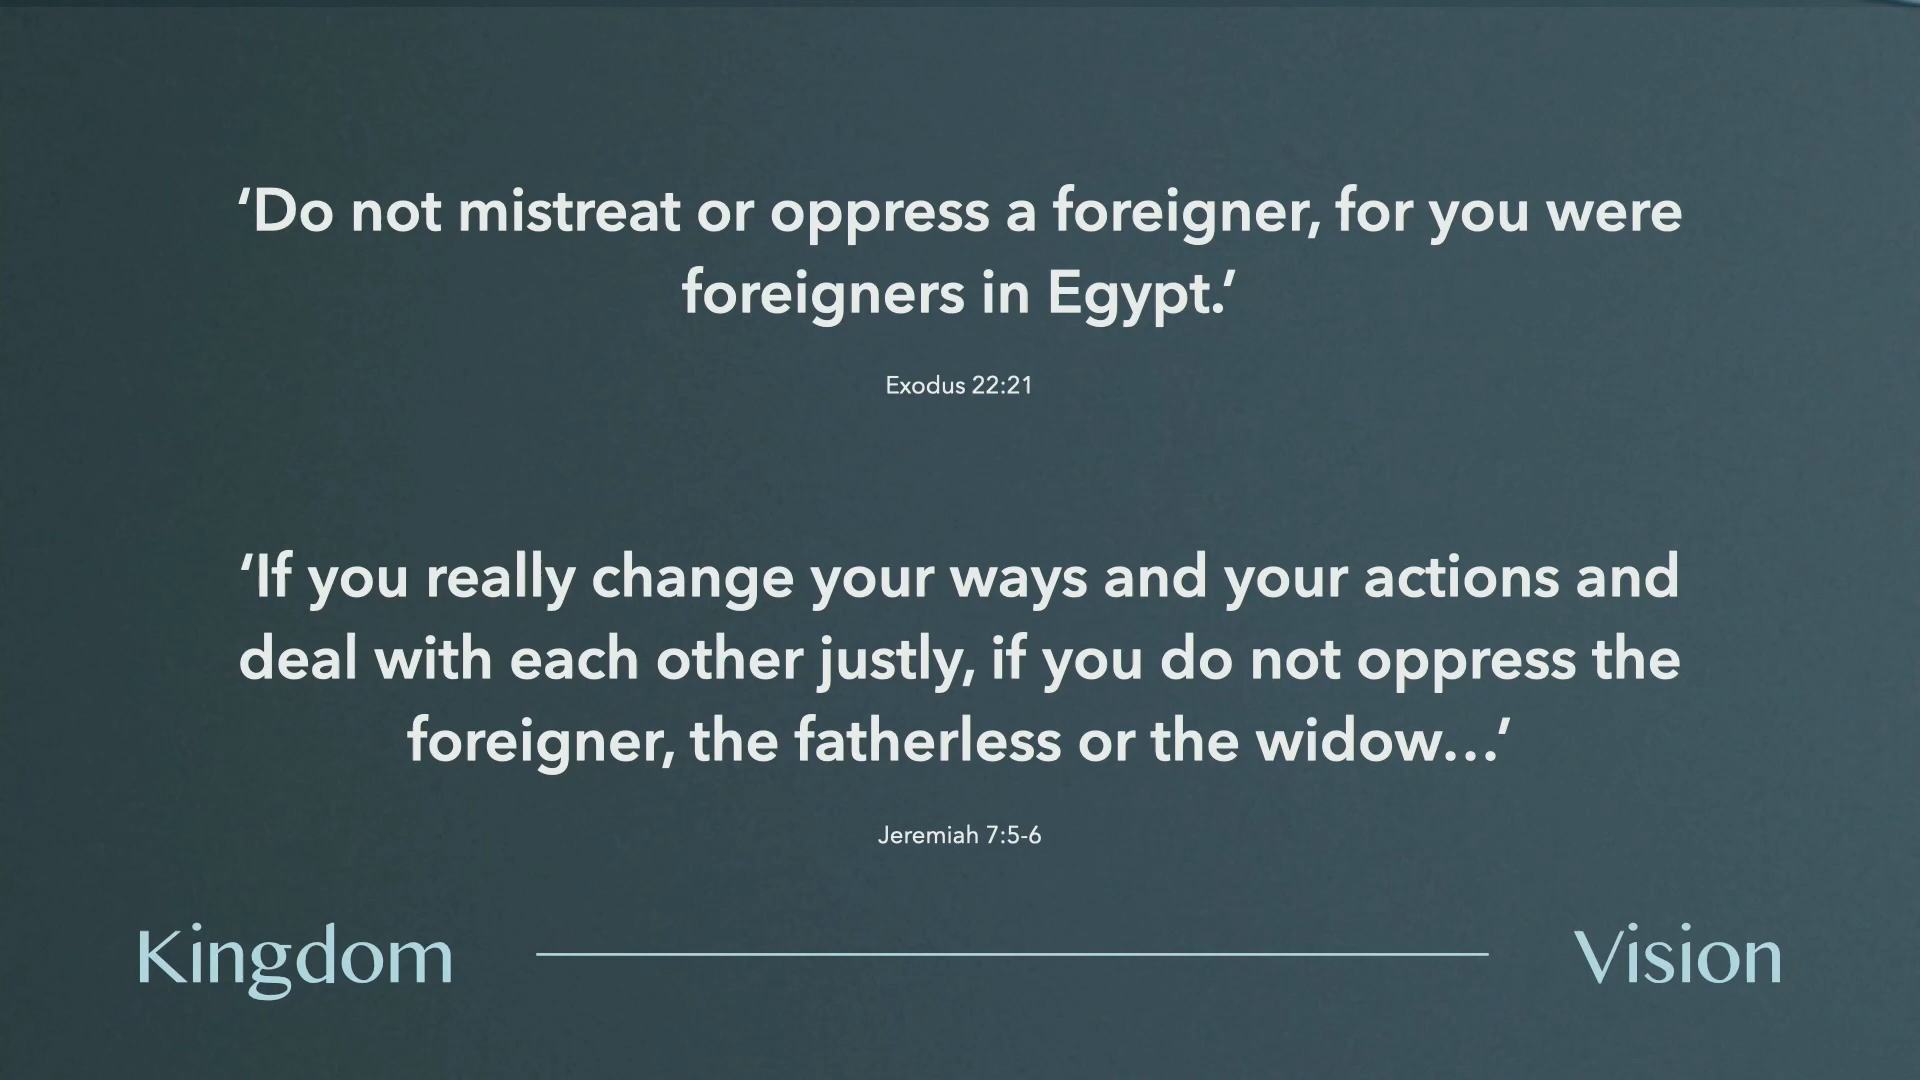 ‘Do not mistreat or oppress a foreigner, for you were
foreigners in Egypt.’
Exodus 22:21
‘If you really change your ways and your actions and
deal with each other justly, if you do not oppress the
foreigner, the fatherless or the widow…’
Jeremiah 7:5-6
Kingdom Vision